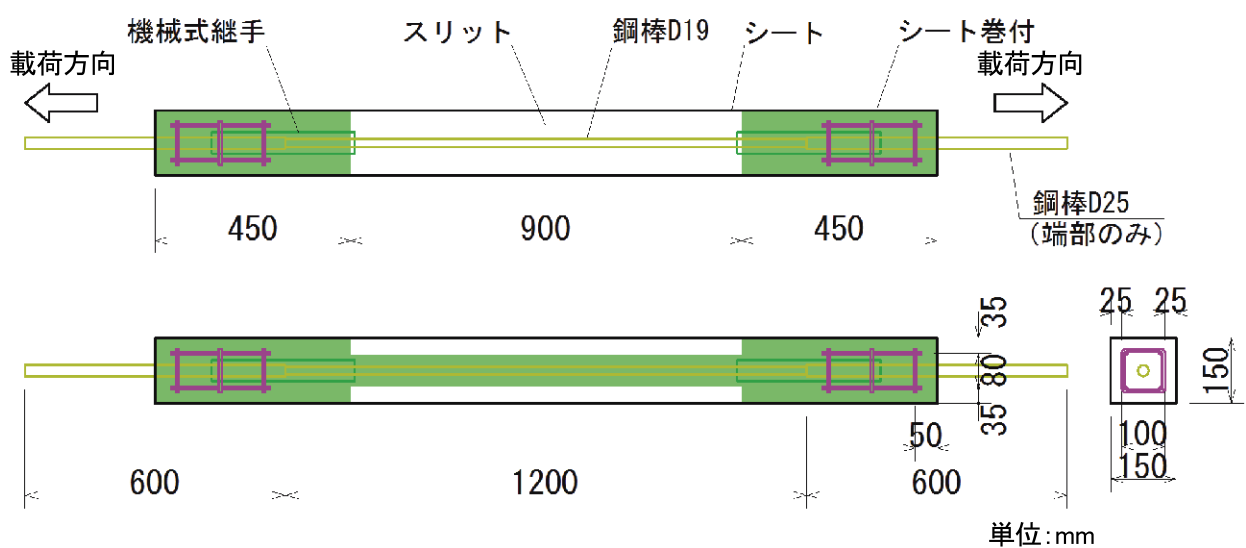 機械式継手
スリット
鋼棒D19
シート
シート巻付
載荷方向
載荷方向
450
900
450
鋼棒D25
(端部のみ)
35
80
35
50
600
1200
600
25
25
150
100
150
単位:mm